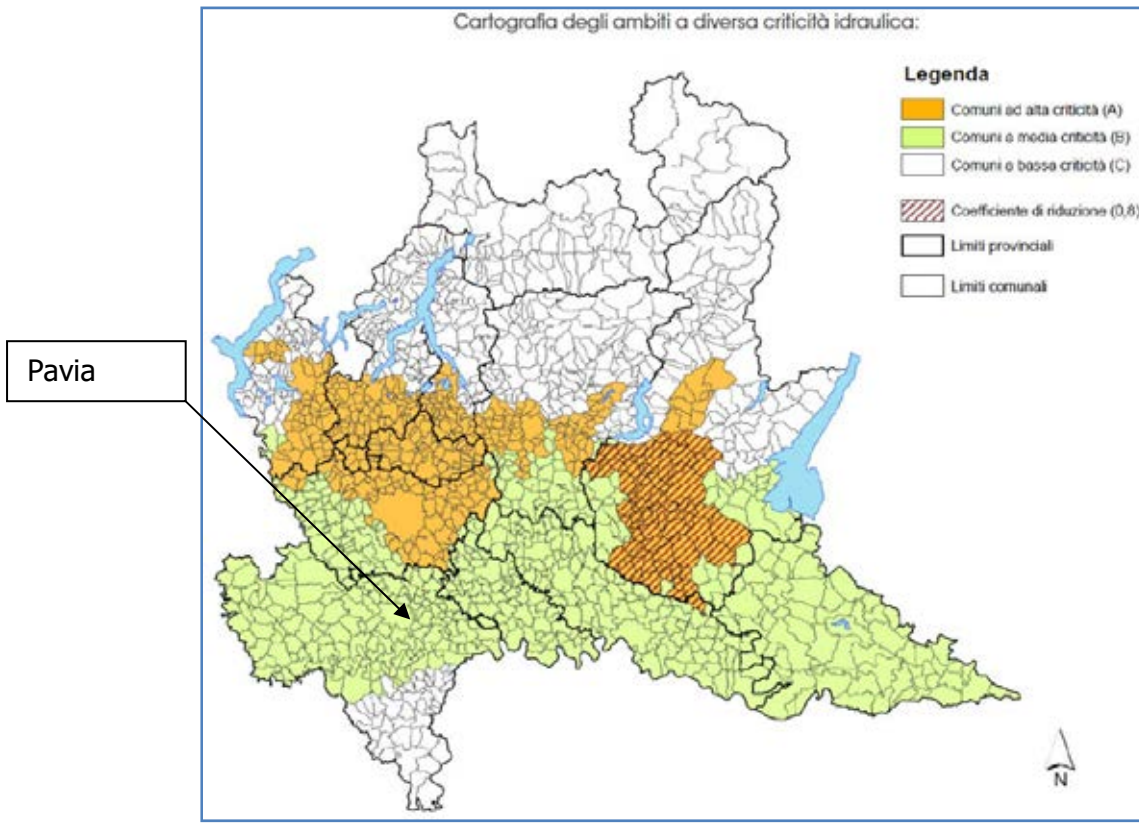 Cartografia degli ambiti a diversa criticità idraulica:
Legenda
Comuni ad alta criticità (A)
Comuni a media criticità (B)
Comuni a bassa criticità (C)
Coefficiente di riduzione (0,8)
Limiti provinciali
Limiti comunali
Pavia
N